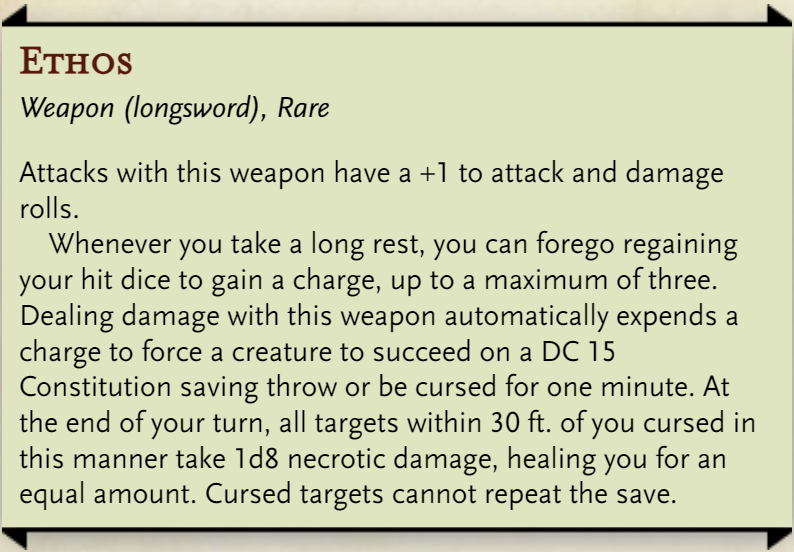 Ethos
Weapon (longsword), Rare
Attacks with this weapon have a +1 to attack and damage
rolls.
Whenever you take a long rest, you can forego regaining
your hit dice to gain a charge, up to a maximum of three.
Dealing damage with this weapon automatically expends a
charge to force a creature to succeed on a DC 15
Constitution saving throw or be cursed for one minute. At
the end of your turn, all targets within 30 ft. of you cursed in
this manner take 1d8 necrotic damage, healing you for an
equal amount. Cursed targets cannot repeat the save.